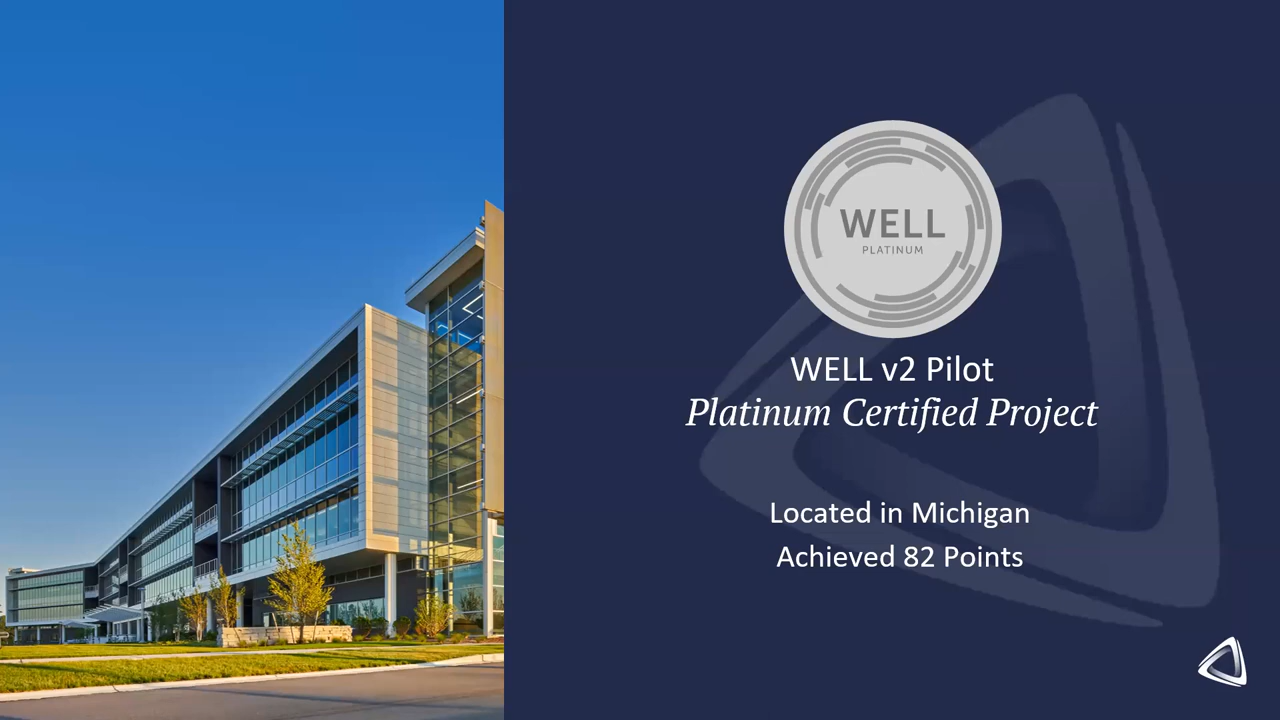 WELL
PLATINUM
WELL v2 Pilot
Platinum Certified Project
Located in Michigan
Achieved 82 Points